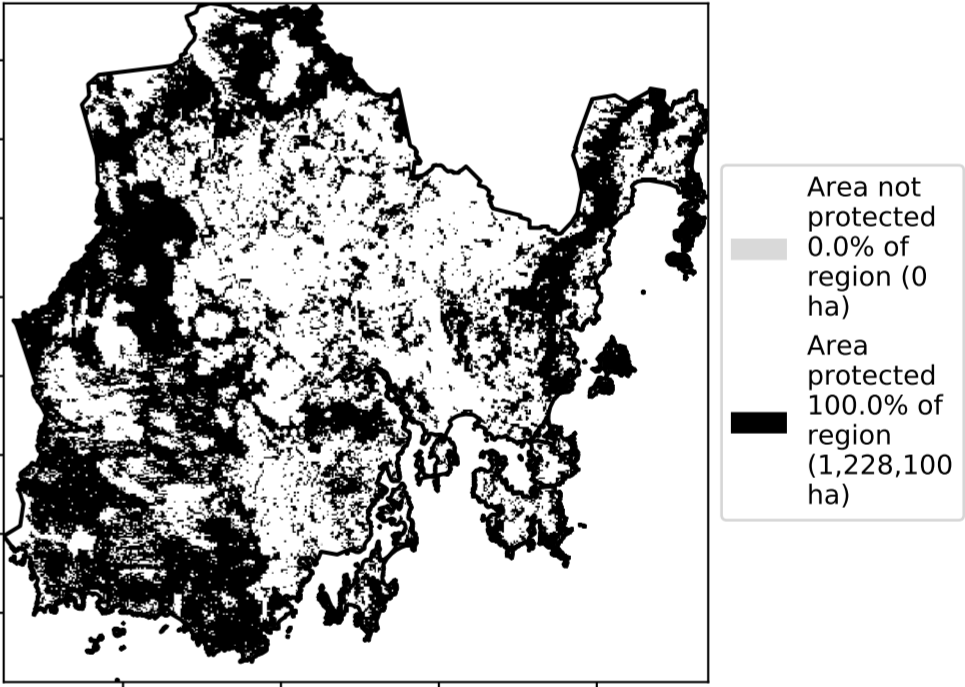 Area not
protected
0.0% of
region (0
ha)
Area
protected
100.0% of
region
(1,228,100
ha)